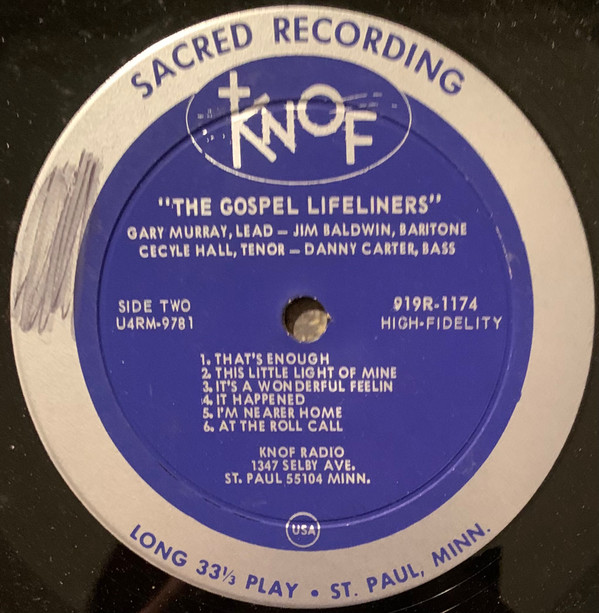 SACRED RECORDING
KNOF
"THE GOSPEL LIFELINERS"
GARY MURRAY, LEAD – JIM BALDWIN, BARITONE
CECYLE HALL, TENOR – DANNY CARTER, BASS
SIDE TWO
U4RM-9781
919R-1174
HIGH-FIDELITY
1. THAT'S ENOUGH
2. THIS LITTLE LIGHT OF MINE
3. IT'S A WONDERFUL FEELIN
4. IT HAPPENED
5. I'M NEARER HOME
6. AT THE ROLL CALL
KNOF RADIO
1347 SELBY AVE.
ST. PAUL 55104 MINN.
USA
LONG 33⅓ PLAY • ST. PAUL, MINN.